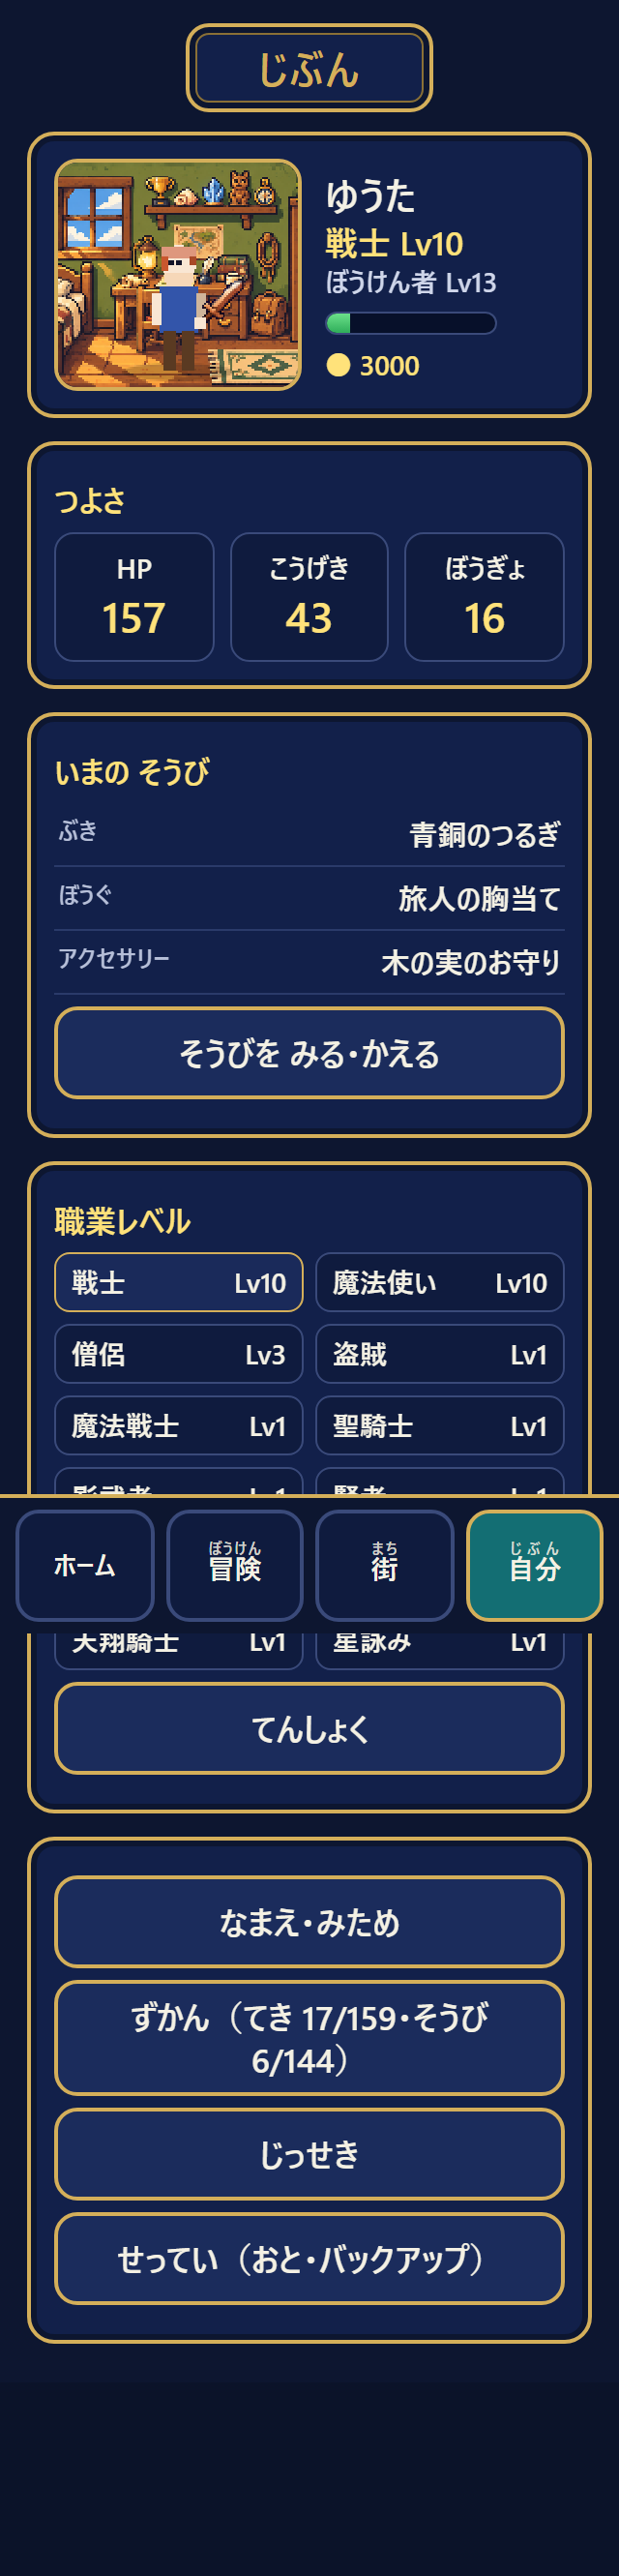 じぶん
ゆうた
戦士 Lv10
ぼうけん者 Lv13
3000
つよさ
HP
157
こうげき
43
ぼうぎょ
16
いまの そうび
ぶき
青銅のつるぎ
ぼうぐ
旅人の胸当て
アクセサリー
木の実のお守り
そうびを みる・かえる
職業レベル
戦士 Lv10
魔法使い Lv10
僧侶 Lv3
盗賊 Lv1
魔法戦士 Lv1
聖騎士 Lv1
ホーム
ぼうけん
冒険
まち
街
じぶん
自分
天翔騎士 Lv1
星詠み Lv1
てんしょく
なまえ・みため
ずかん（てき 17/159・そうび
6/144）
じっせき
せってい（おと・バックアップ）